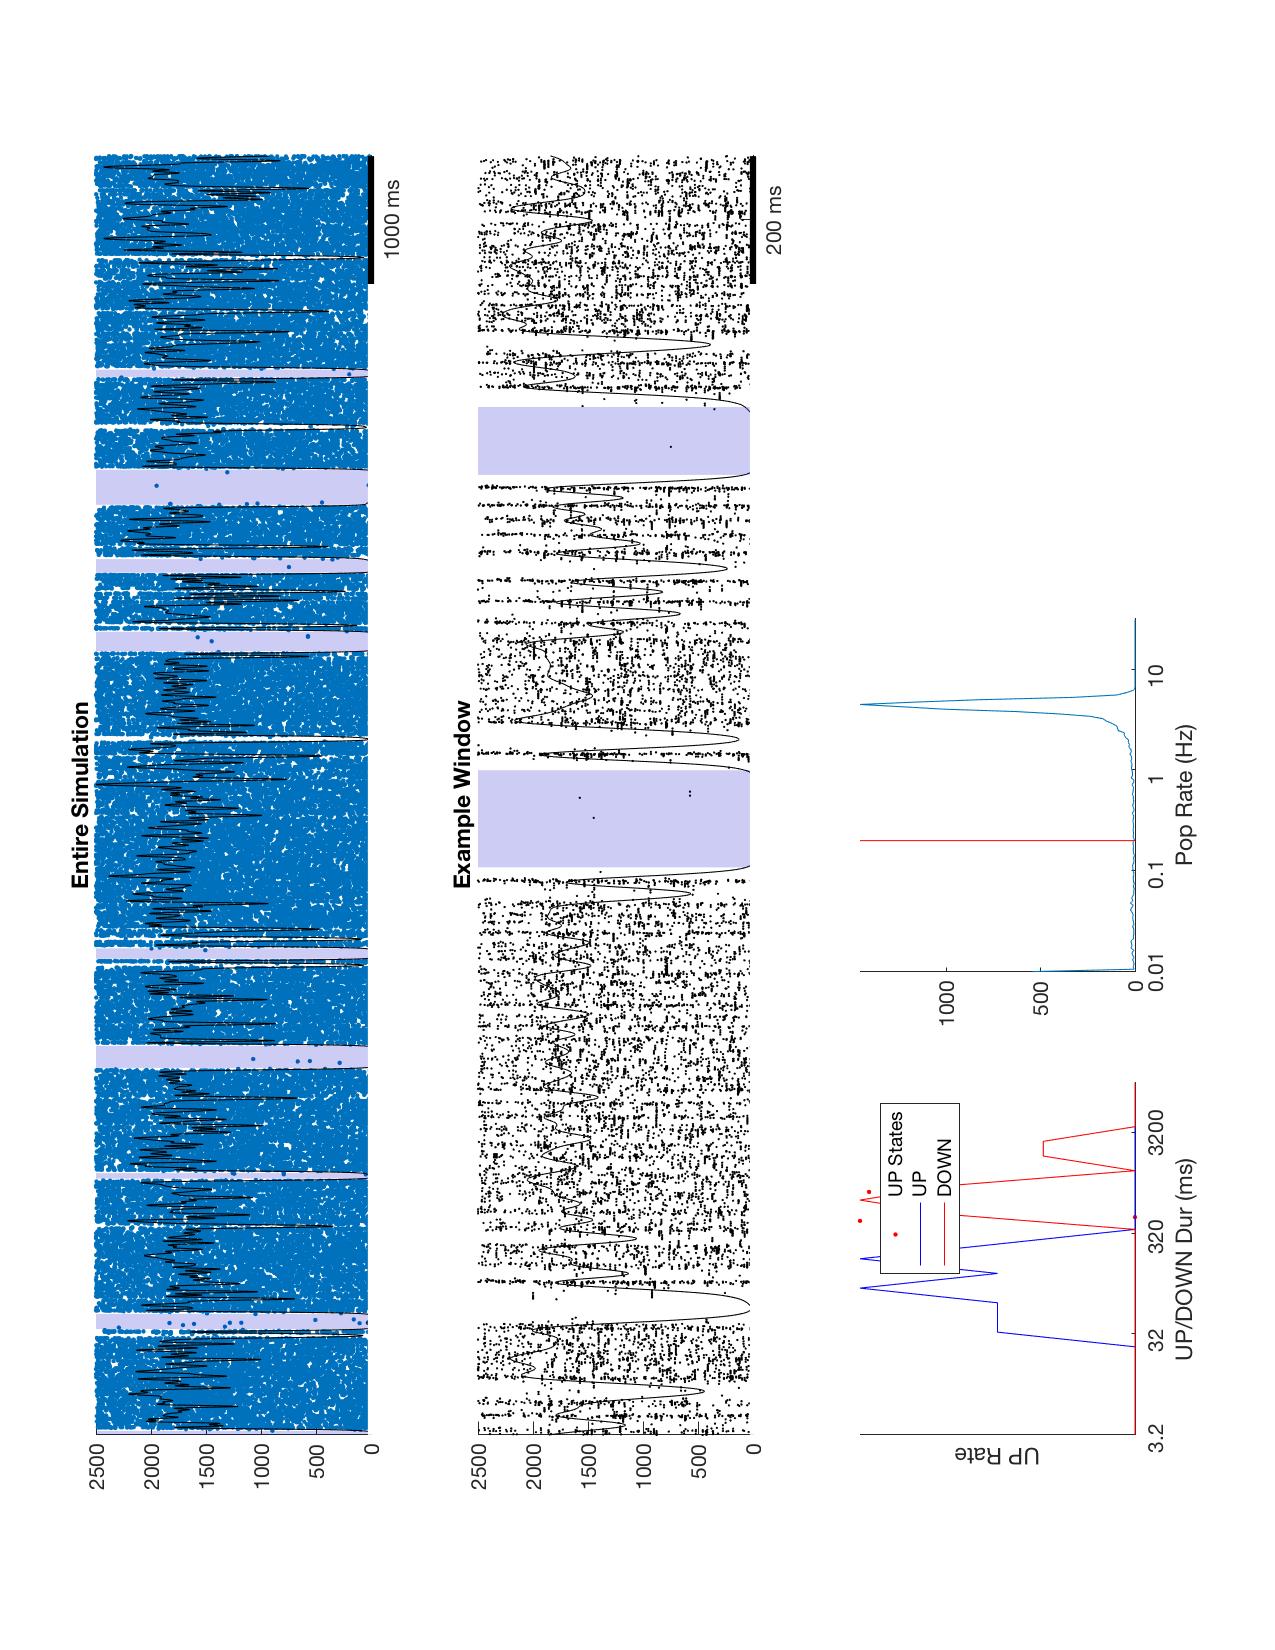 Entire Simulation
2500
2000
1500
1000
500
0
1000 ms
Example Window
2500
2000
1500
1000
500
0
200 ms
UP Rate
UP States
UP
DOWN
3.2
32
320
3200
UP/DOWN Dur (ms)
1000
500
0
0.01
0.1
1
10
Pop Rate (Hz)